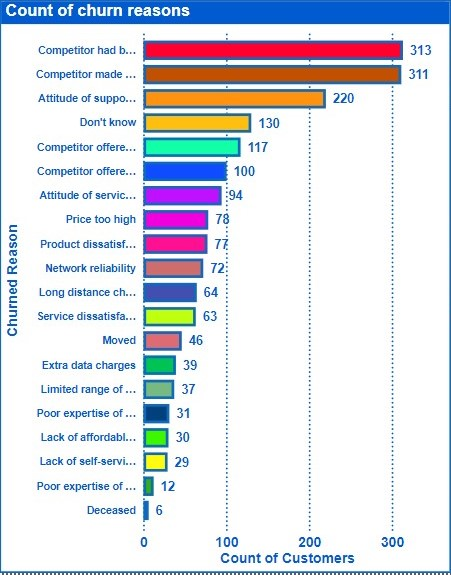 Count of churn reasons
Churned Reason
Competitor had b... 313
Competitor made ... 311
Attitude of suppo... 220
Don't know 130
Competitor offere... 117
Competitor offere... 100
Attitude of servic... 94
Price too high 78
Product dissatisf... 77
Network reliability 72
Long distance ch... 64
Service dissatisfa... 63
Moved 46
Extra data charges 39
Limited range of ... 37
Poor expertise of ... 31
Lack of affordabl... 30
Lack of self-servi... 29
Poor expertise of ... 12
Deceased 6
0 100 200 300
Count of Customers